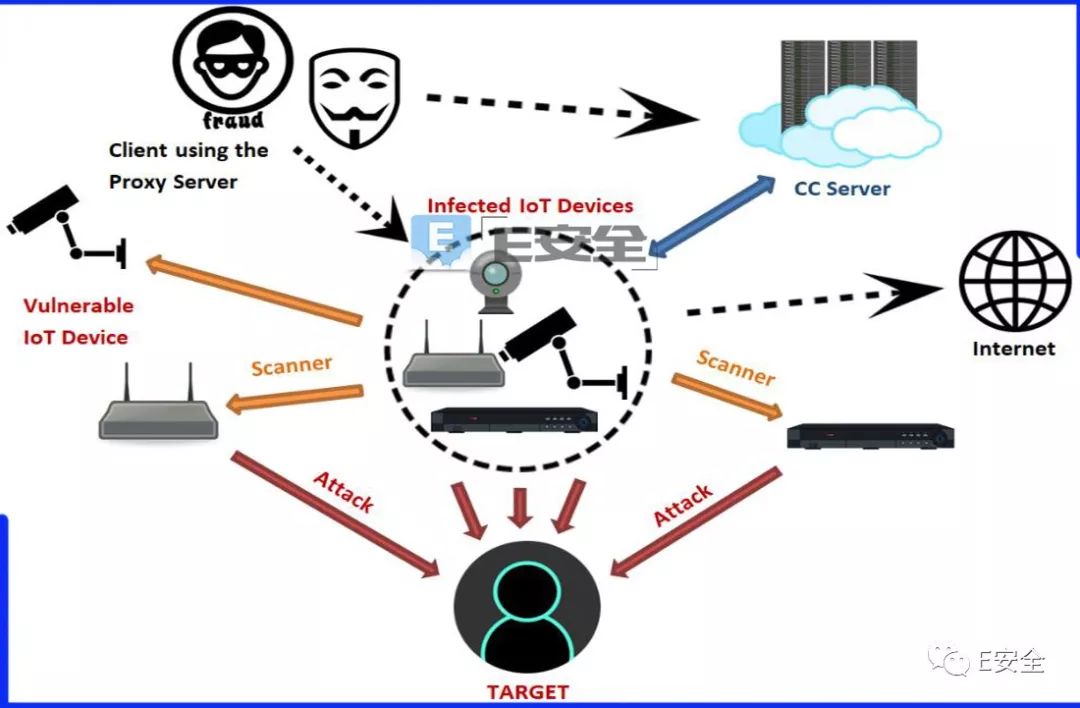 fraud
Client using the
Proxy Server
CC Server
Infected IoT Devices
E
E安全
Vulnerable
IoT Device
Internet
Scanner
Scanner
Attack
Attack
TARGET
E安全